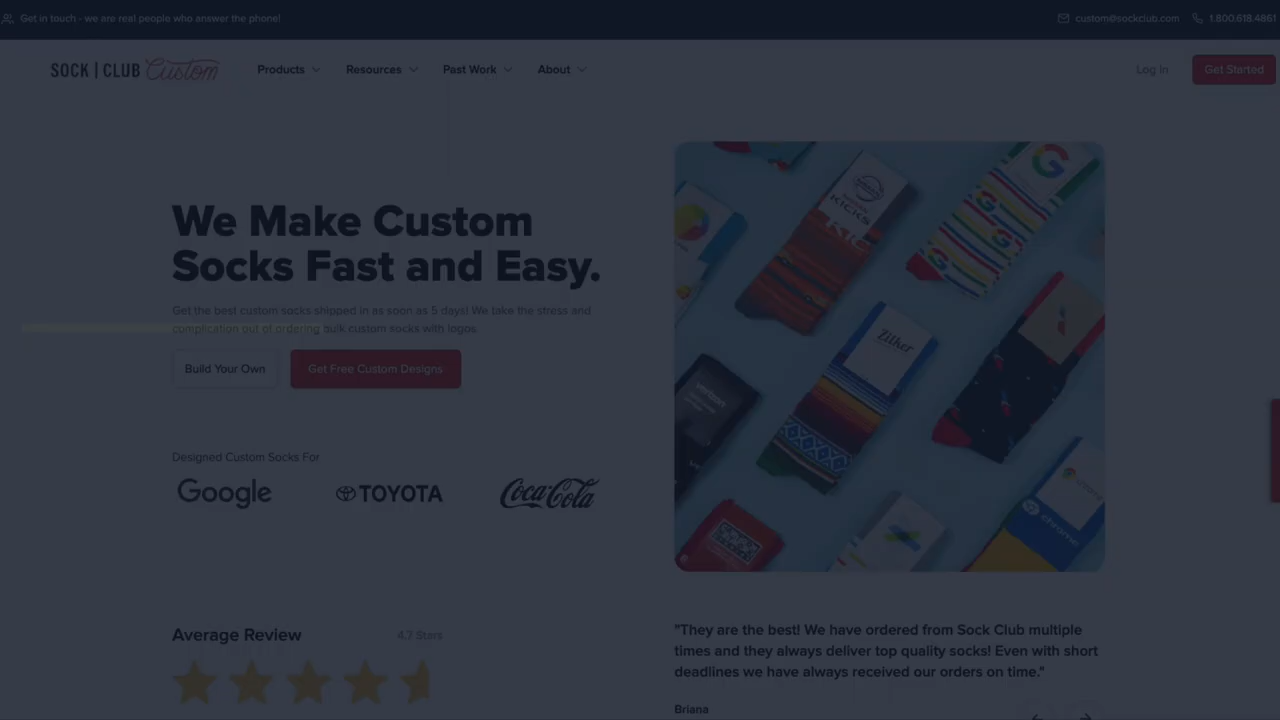 Get in touch - we are real people who answer the phone!
custom@sockclub.com
1.800.618.4861
SOCK | CLUB Custom
Products
Resources
Past Work
About
Log In
Get Started
We Make Custom
Socks Fast and Easy.
Get the best custom socks shipped in as soon as 5 days! We take the stress and
complication out of ordering bulk custom socks with logos.
Build Your Own
Get Free Custom Designs
Designed Custom Socks For
Google
TOYOTA
Coca-Cola
KICKS
G
Zilker
verizon
chrome
Average Review
4.7 Stars
"They are the best! We have ordered from Sock Club multiple
times and they always deliver top quality socks! Even with short
deadlines we have always received our orders on time."
Briana